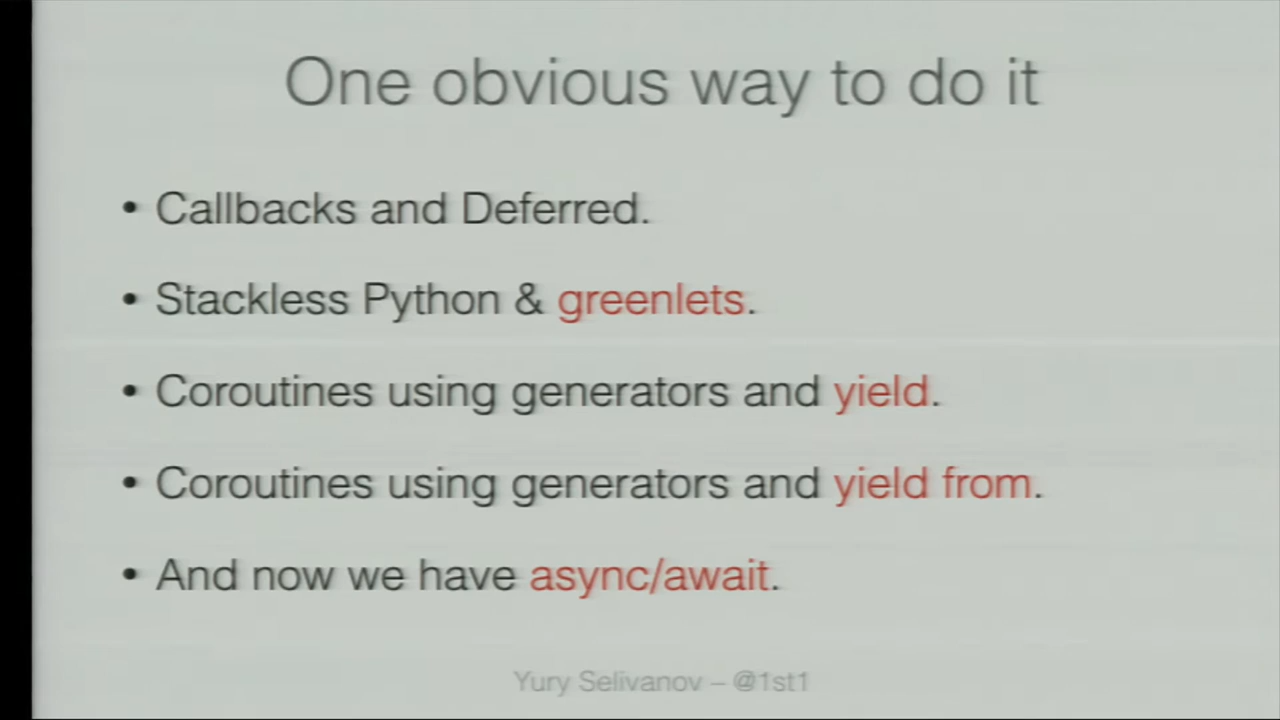 One obvious way to do it
• Callbacks and Deferred.
• Stackless Python & greenlets.
• Coroutines using generators and yield.
• Coroutines using generators and yield from.
• And now we have async/await.
Yury Selivanov – @1st1